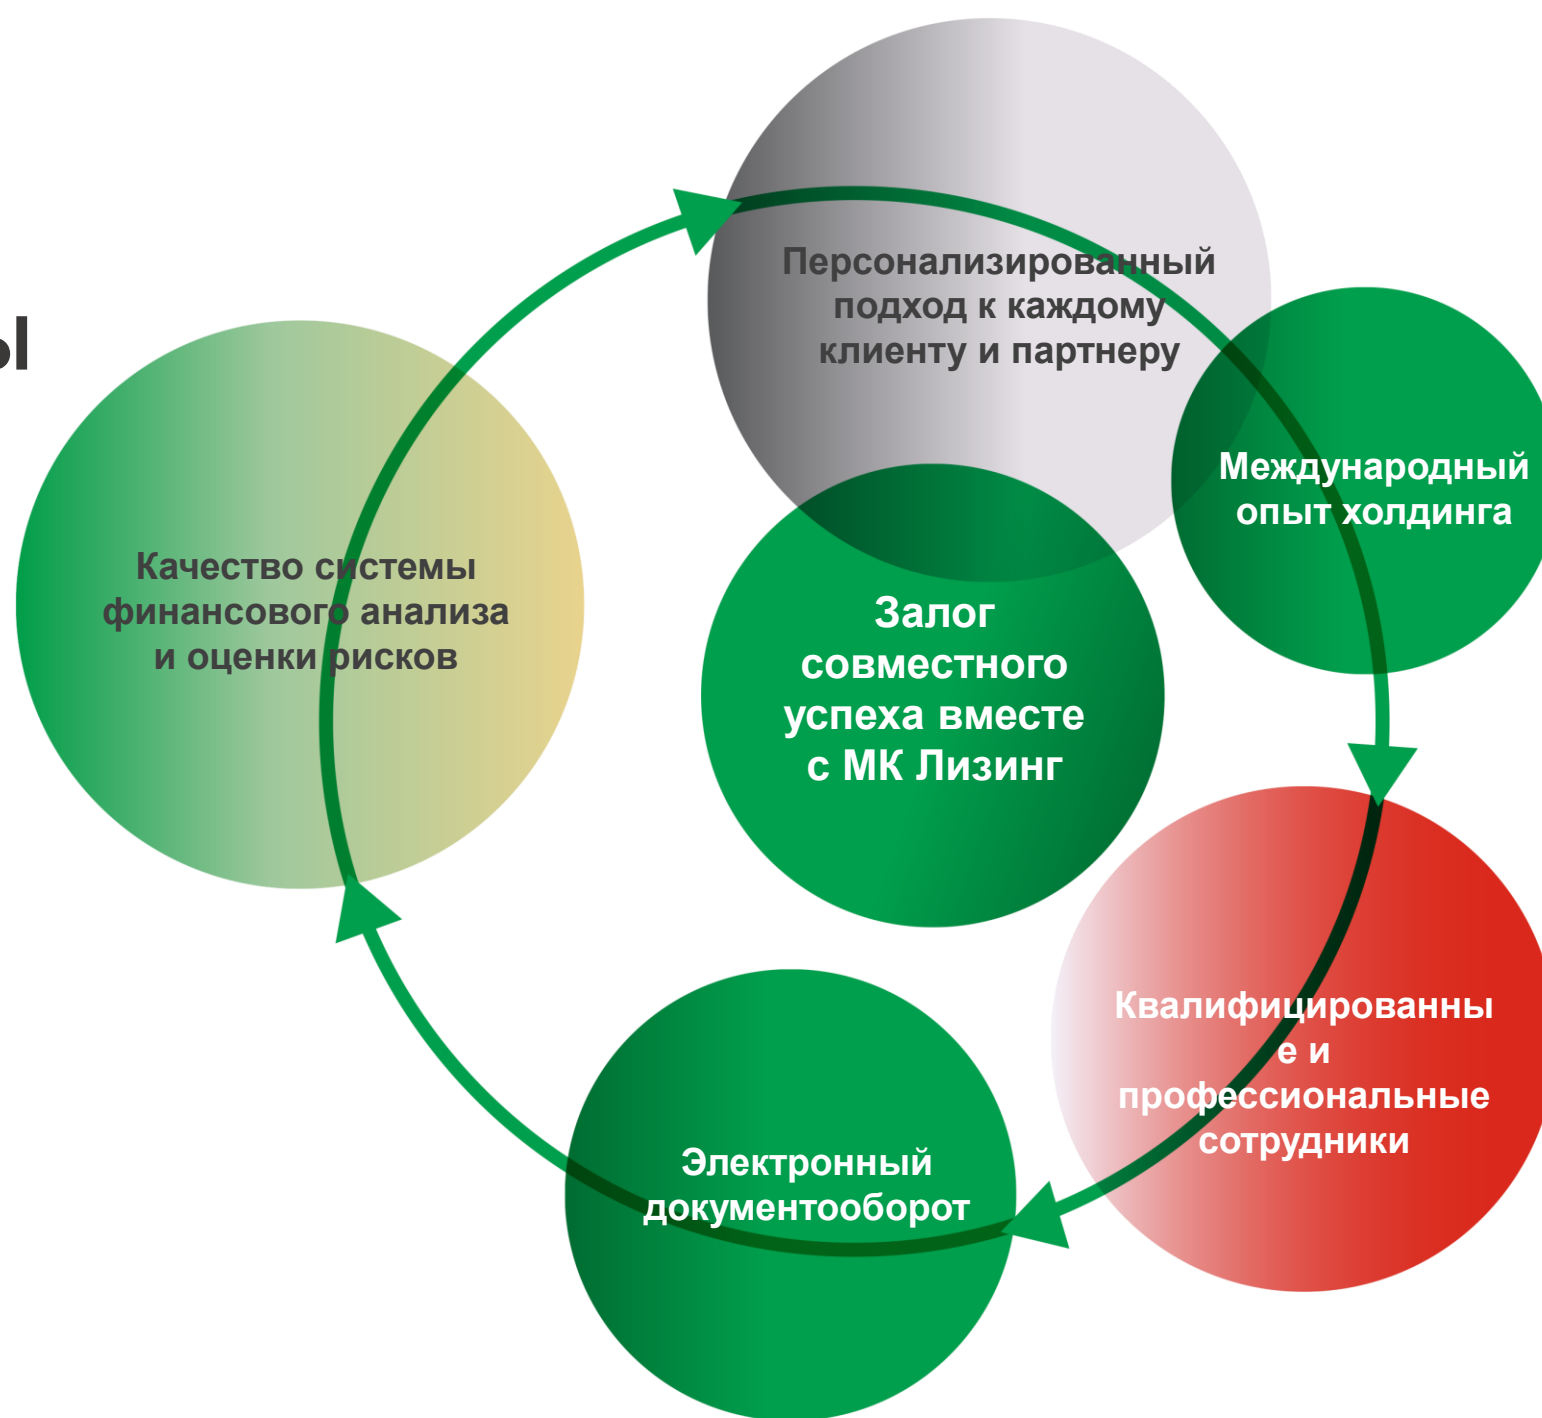 Персонализированный
подход к каждому
клиенту и партнеру
ы
Международный
опыт холдинга
Качество системы
финансового анализа
и оценки рисков
Залог
совместного
успеха вместе
с МК Лизинг
Квалифицированны
е и
профессиональные
сотрудники
Электронный
документооборот